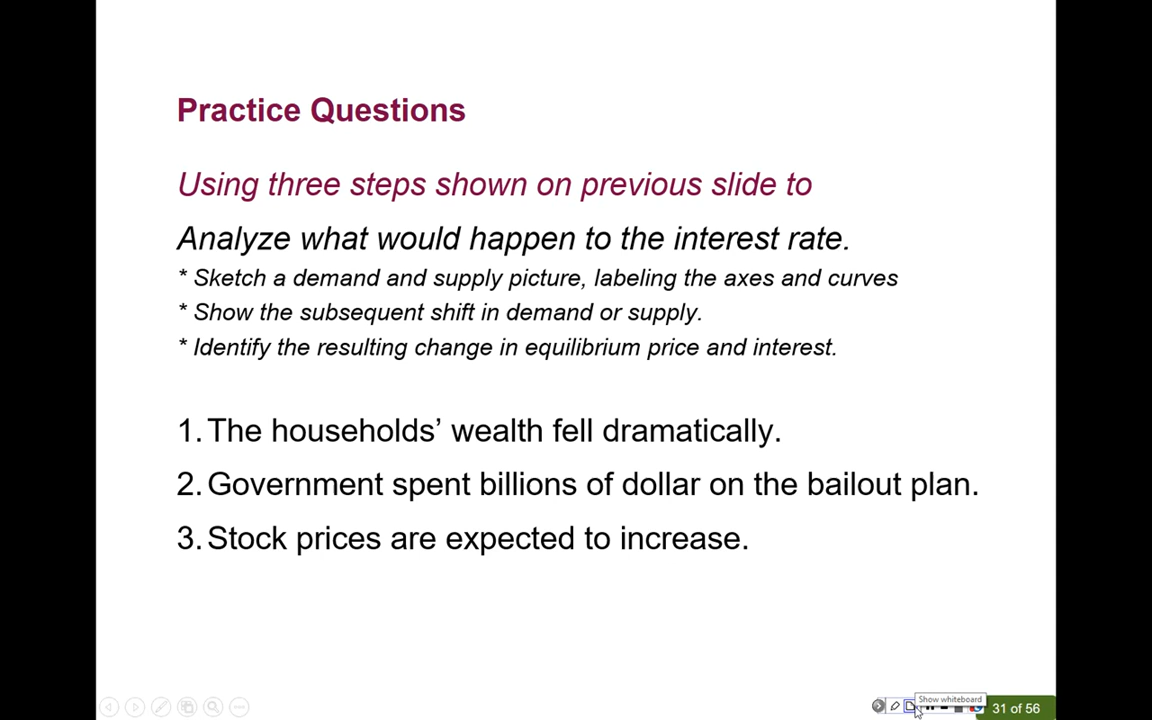 Practice Questions
Using three steps shown on previous slide to
Analyze what would happen to the interest rate.
* Sketch a demand and supply picture, labeling the axes and curves
* Show the subsequent shift in demand or supply.
* Identify the resulting change in equilibrium price and interest.
1. The households’ wealth fell dramatically.
2. Government spent billions of dollar on the bailout plan.
3. Stock prices are expected to increase.
Show whiteboard
31 of 56